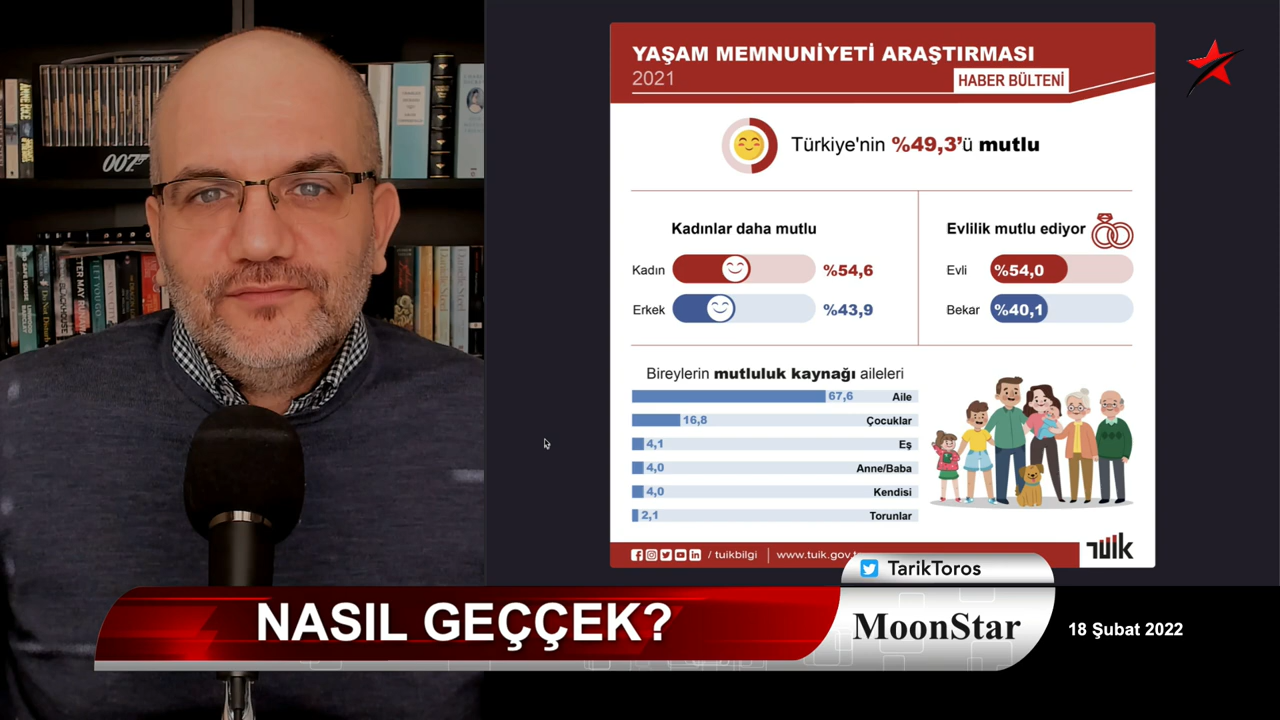 YAŞAM MEMNUNİYETİ ARAŞTIRMASI
2021
HABER BÜLTENİ
Türkiye'nin %49,3'ü mutlu
Kadınlar daha mutlu
Kadın %54,6
Erkek %43,9
Evlilik mutlu ediyor
Evli %54,0
Bekar %40,1
Bireylerin mutluluk kaynağı aileleri
67,6 Aile
16,8 Çocuklar
4,1 Eş
4,0 Anne/Baba
4,0 Kendisi
2,1 Torunlar
/ tuikbilgi www.tuik.gov.t
TUIK
TarikToros
NASIL GEÇÇEK?
MoonStar
18 Şubat 2022
007